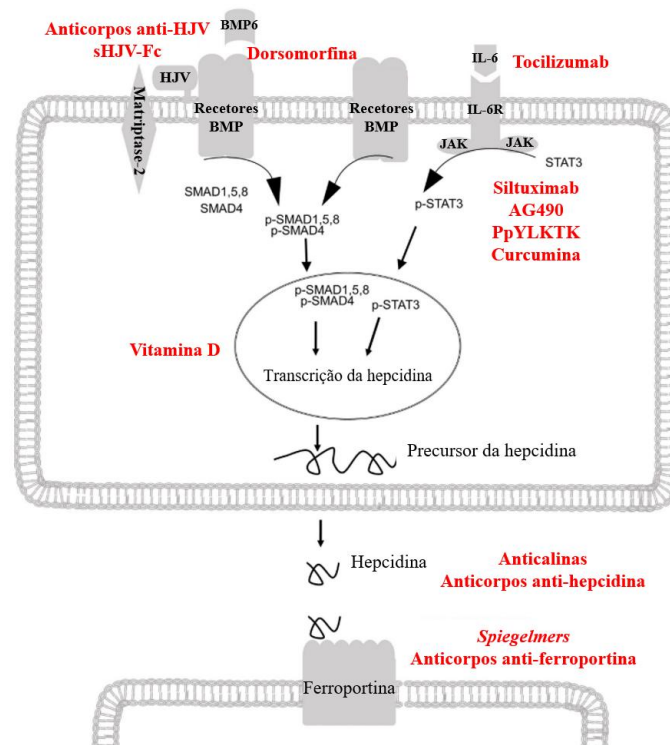 Anticorpos anti-HJV
sHJV-Fc
BMP6
Dorsomorfina
IL-6
Tocilizumab
HJV
Matriptase-2
Recetores
BMP
Recetores
BMP
IL-6R
JAK
JAK
STAT3
SMAD1,5,8
SMAD4
p-SMAD1,5,8
p-SMAD4
p-STAT3
Siltuximab
AG490
PpYLKTK
Curcumina
p-SMAD1,5,8
p-SMAD4
p-STAT3
Vitamina D
Transcrição da hepcidina
Precursor da hepcidina
Hepcidina
Anticalinas
Anticorpos anti-hepcidina
Spiegelmers
Anticorpos anti-ferroportina
Ferroportina